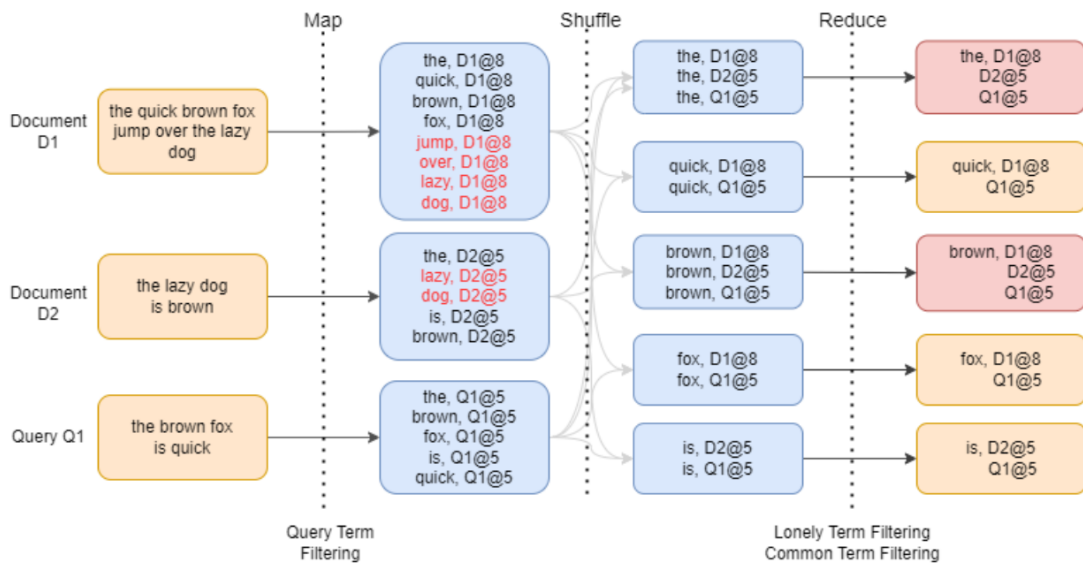 Map
Shuffle
Reduce
Document
D1
the quick brown fox
jump over the lazy
dog
the, D1@8
quick, D1@8
brown, D1@8
fox, D1@8
jump, D1@8
over, D1@8
lazy, D1@8
dog, D1@8
Document
D2
the lazy dog
is brown
the, D2@5
lazy, D2@5
dog, D2@5
is, D2@5
brown, D2@5
Query Q1
the brown fox
is quick
the, Q1@5
brown, Q1@5
fox, Q1@5
is, Q1@5
quick, Q1@5
the, D1@8
the, D2@5
the, Q1@5
quick, D1@8
quick, Q1@5
brown, D1@8
brown, D2@5
brown, Q1@5
fox, D1@8
fox, Q1@5
is, D2@5
is, Q1@5
the, D1@8
D2@5
Q1@5
quick, D1@8
Q1@5
brown, D1@8
D2@5
Q1@5
fox, D1@8
Q1@5
is, D2@5
Q1@5
Query Term
Filtering
Lonely Term Filtering
Common Term Filtering